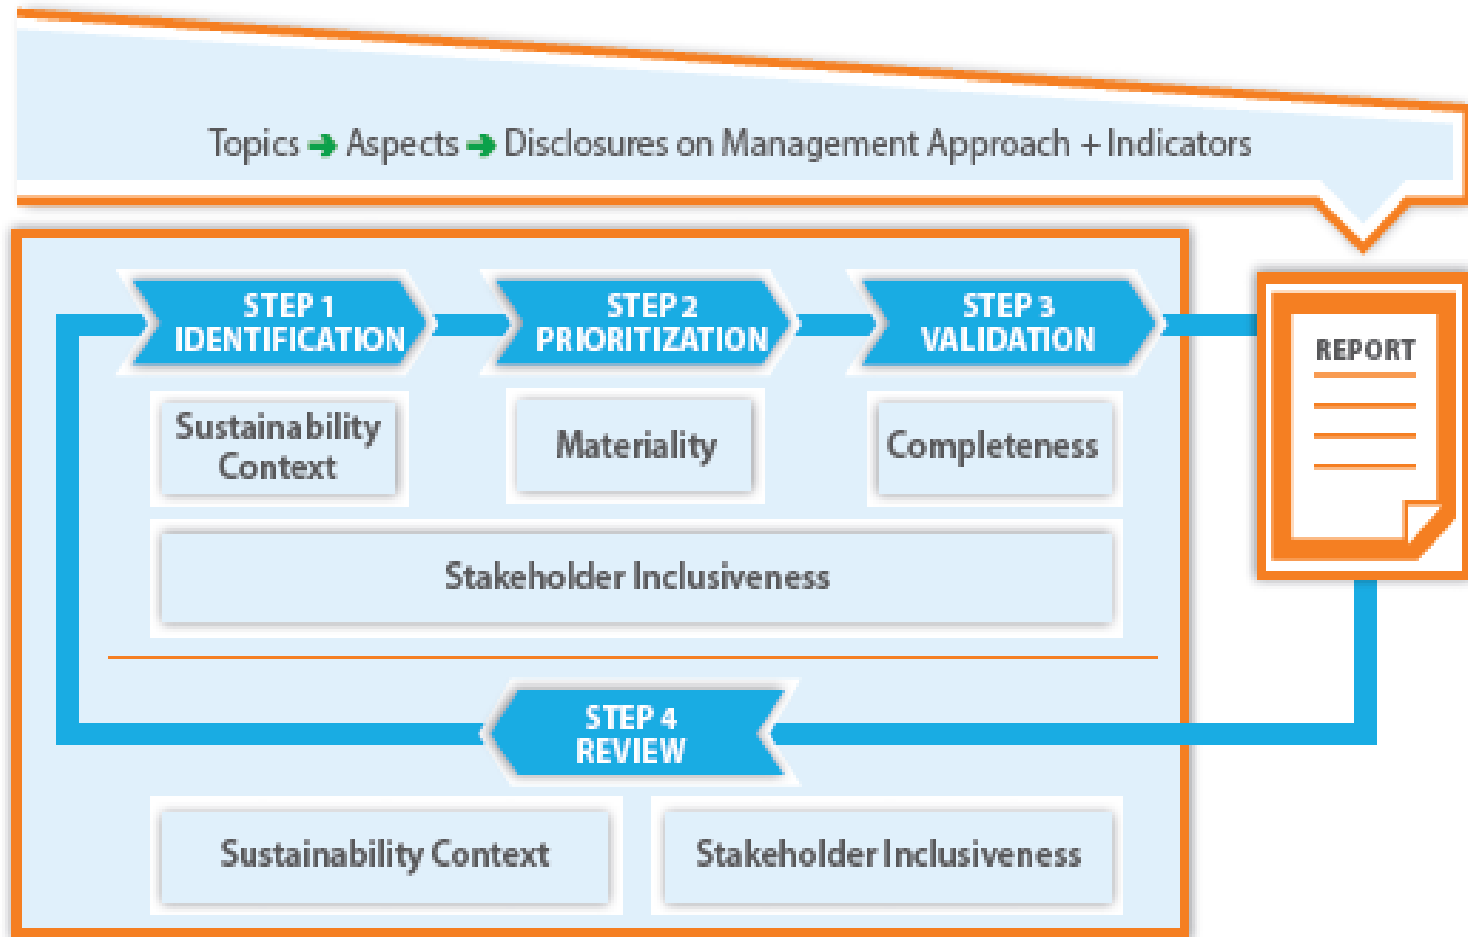 Topics → Aspects → Disclosures on Management Approach + Indicators
STEP 1
IDENTIFICATION
STEP 2
PRIORITIZATION
STEP 3
VALIDATION
REPORT
Sustainability
Context
Materiality
Completeness
Stakeholder Inclusiveness
STEP 4
REVIEW
Sustainability Context
Stakeholder Inclusiveness